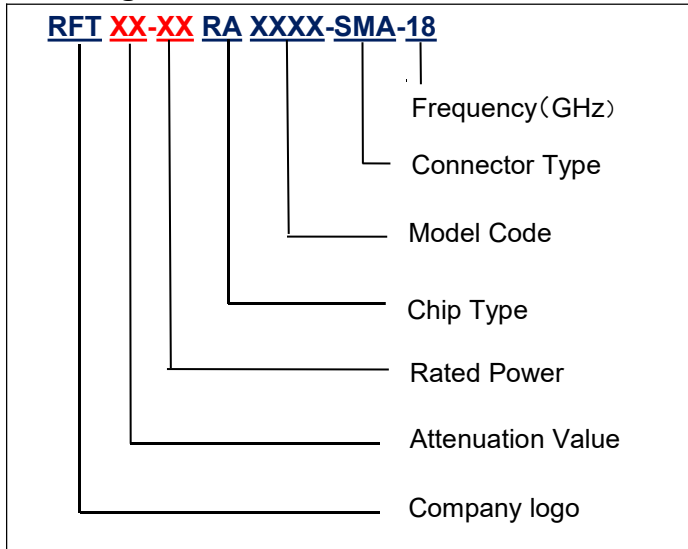 RFT XX-XX RA XXXX-SMA-18
Frequency（GHz）
Connector Type
Model Code
Chip Type
Rated Power
Attenuation Value
Company logo